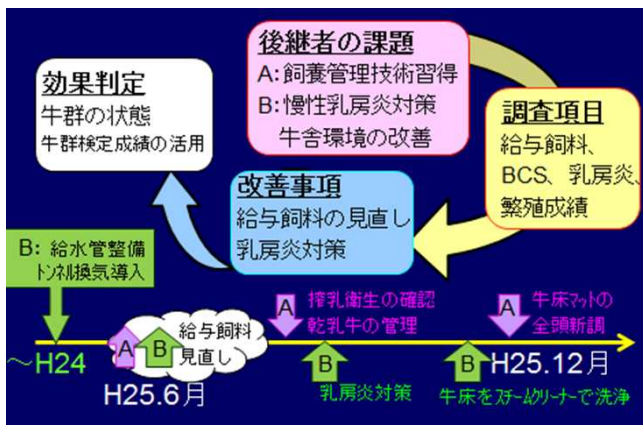 後継者の課題
A:飼養管理技術習得
B:慢性乳房炎対策
牛舎環境の改善
調査項目
給与飼料、
BCS、乳房炎、
繁殖成績
改善事項
給与飼料の見直し
乳房炎対策
効果判定
牛群の状態
牛群検定成績の活用
B: 給水管整備
トンネル換気導入
A
搾乳衛生の確認
乾乳牛の管理
A
牛床マットの
全頭新調
A
B
給与飼料
見直し
~H24
H25.6月
B
乳房炎対策
B
H25.12月
牛床をスチームクリーナーで洗浄